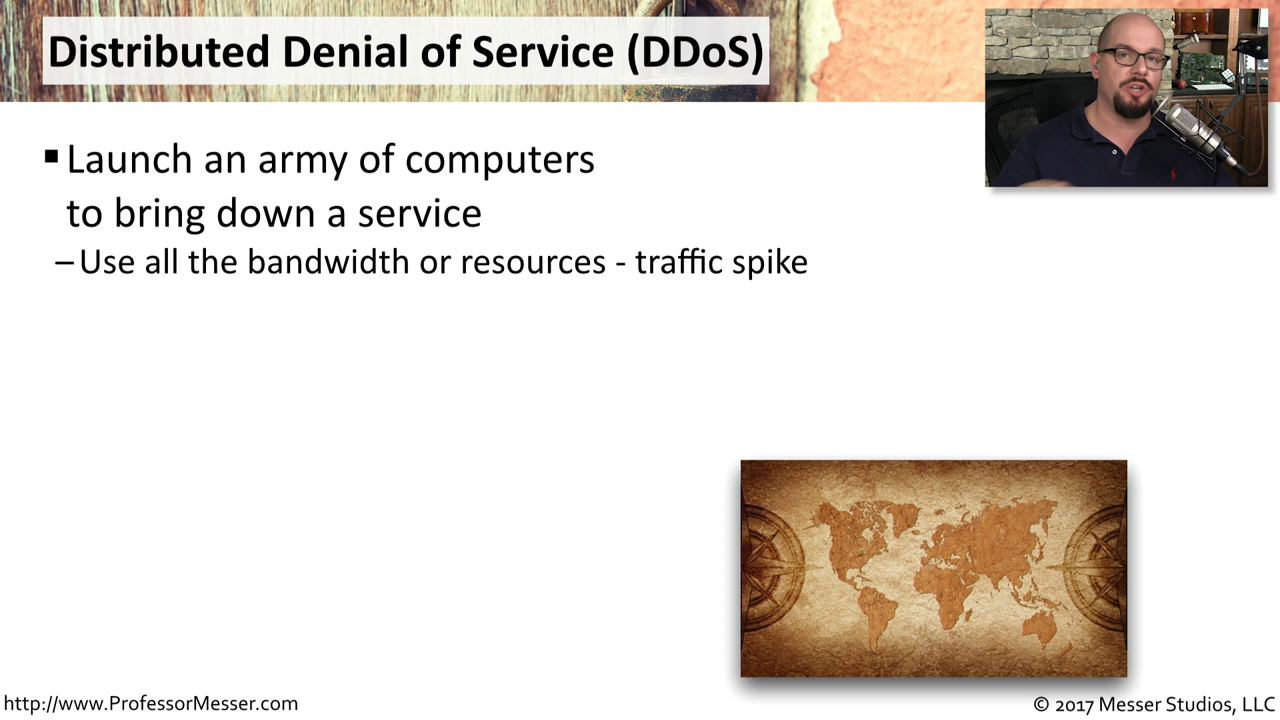 Distributed Denial of Service (DDoS)
▪ Launch an army of computers
to bring down a service
– Use all the bandwidth or resources - traffic spike
http://www.ProfessorMesser.com
© 2017 Messer Studios, LLC